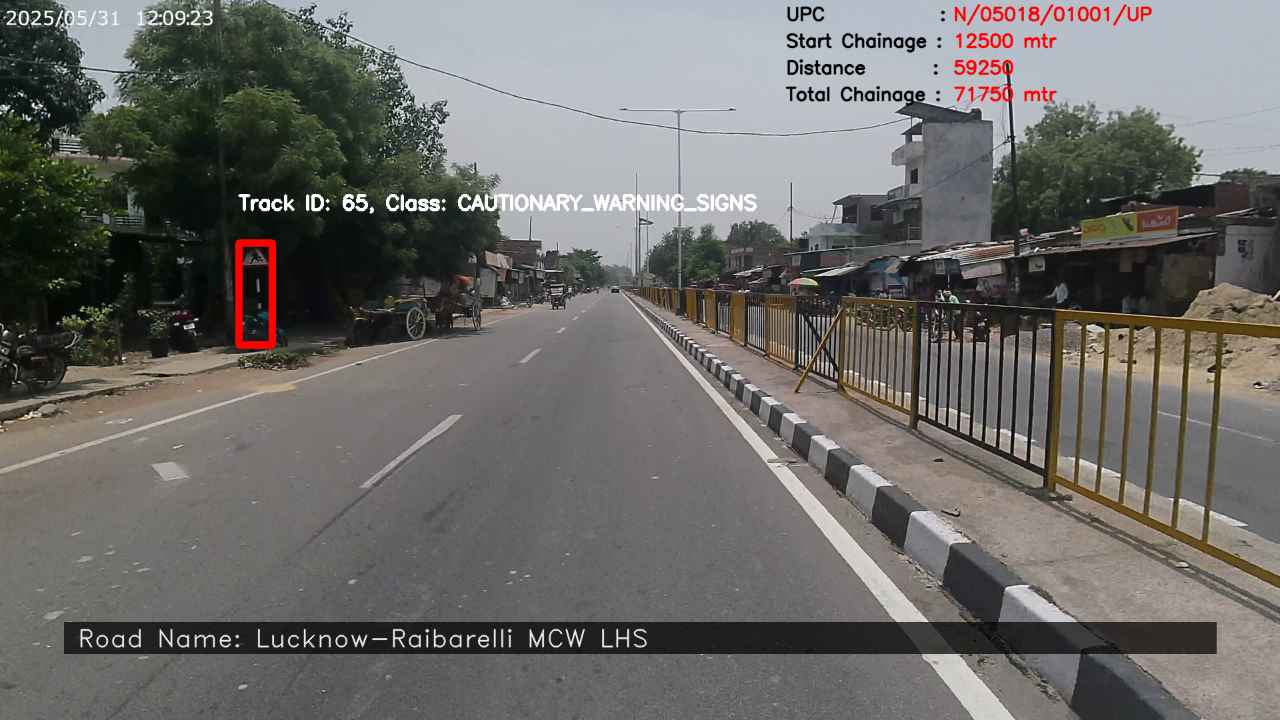 2025/05/31 12:09:23
UPC : N/05018/01001/UP
Start Chainage : 12500 mtr
Distance : 59250
Total Chainage : 71750 mtr
Track ID: 65, Class: CAUTIONARY_WARNING_SIGNS
Road Name: Lucknow-Raibarelli MCW LHS